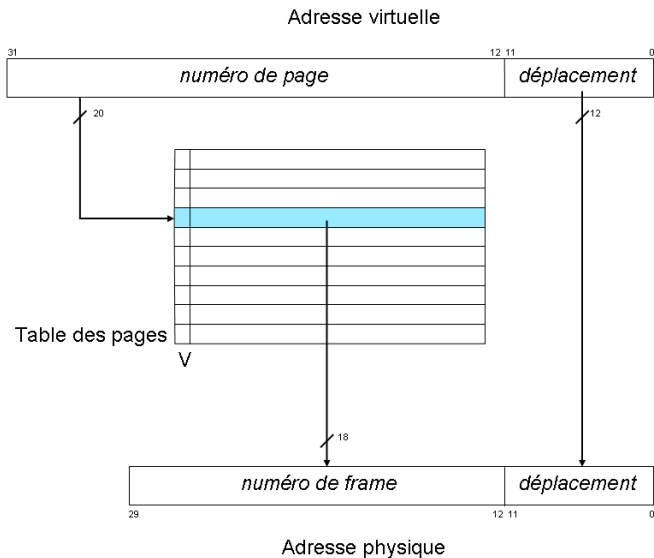 Adresse virtuelle
31 12 11 0
numéro de page déplacement
20 12
Table des pages
V
18
numéro de frame déplacement
29 12 11 0
Adresse physique